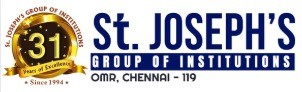 St. JOSEPH'S GROUP OF INSTITUTIONS
31
Years of Excellence
Since 1994
St. JOSEPH'S
GROUP OF INSTITUTIONS
OMR, CHENNAI - 119